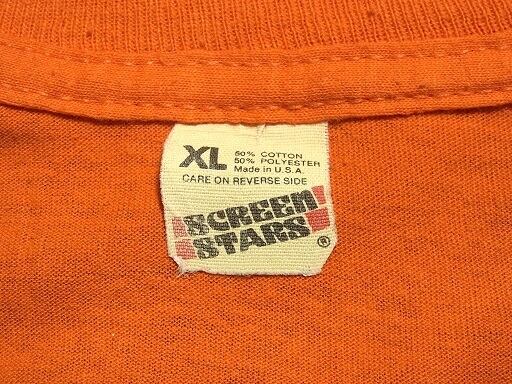 XL
50% COTTON
50% POLYESTER
Made in U.S.A.
CARE ON REVERSE SIDE
SCREEN
STARS®